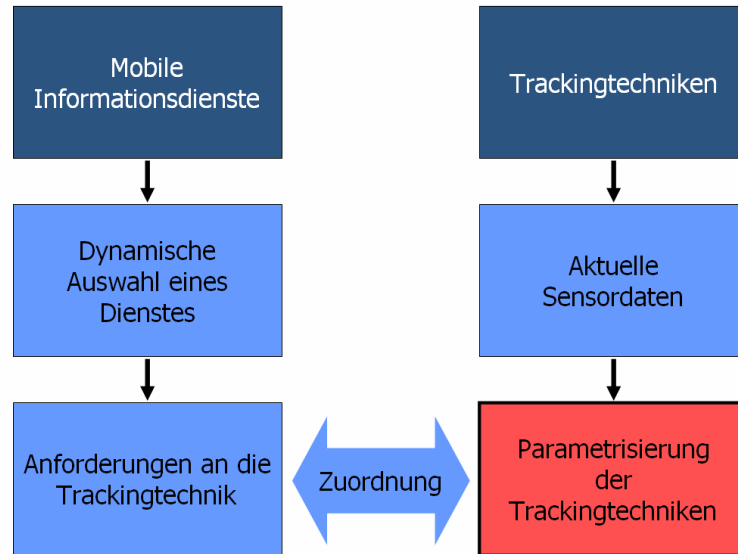 Mobile
Informationsdienste
Trackingtechniken
Dynamische
Auswahl eines
Dienstes
Aktuelle
Sensordaten
Anforderungen an die
Trackingtechnik
Zuordnung
Parametrisierung
der
Trackingtechniken